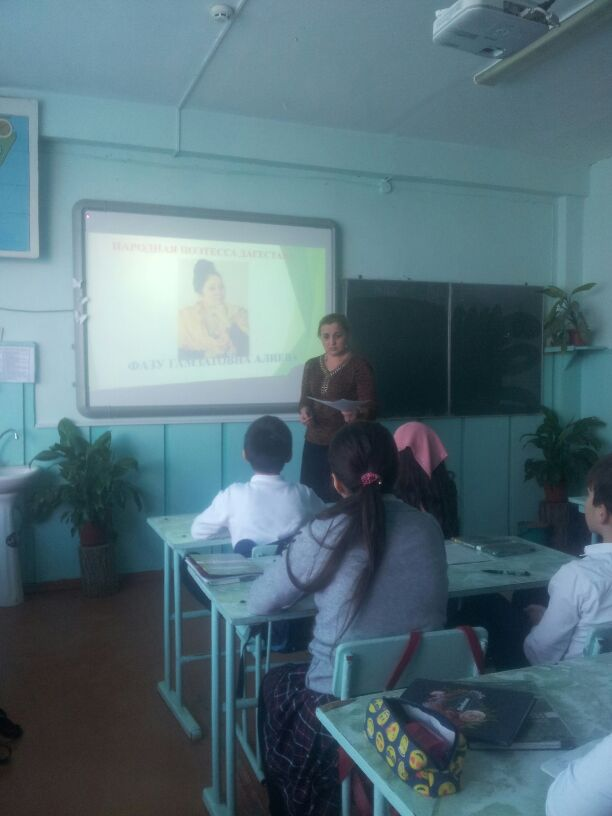 НАРОДНАЯ ПОЭТЕССА ДАГЕСТАНА
ФАЗУ ГАМЗАТОВНА АЛИЕВА